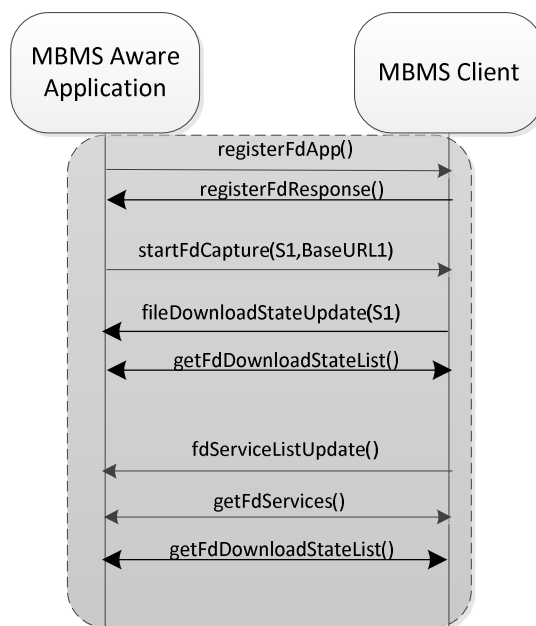 MBMS Aware
Application
MBMS Client
registerFdApp()
registerFdResponse()
startFdCapture(S1,BaseURL1)
fileDownloadStateUpdate(S1)
getFdDownloadStateList()
fdServiceListUpdate()
getFdServices()
getFdDownloadStateList()